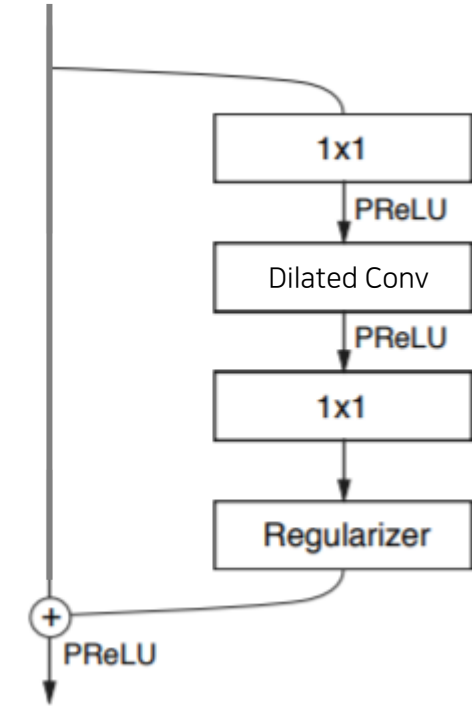 1x1
PReLU
Dilated Conv
PReLU
1x1
Regularizer
+
PReLU